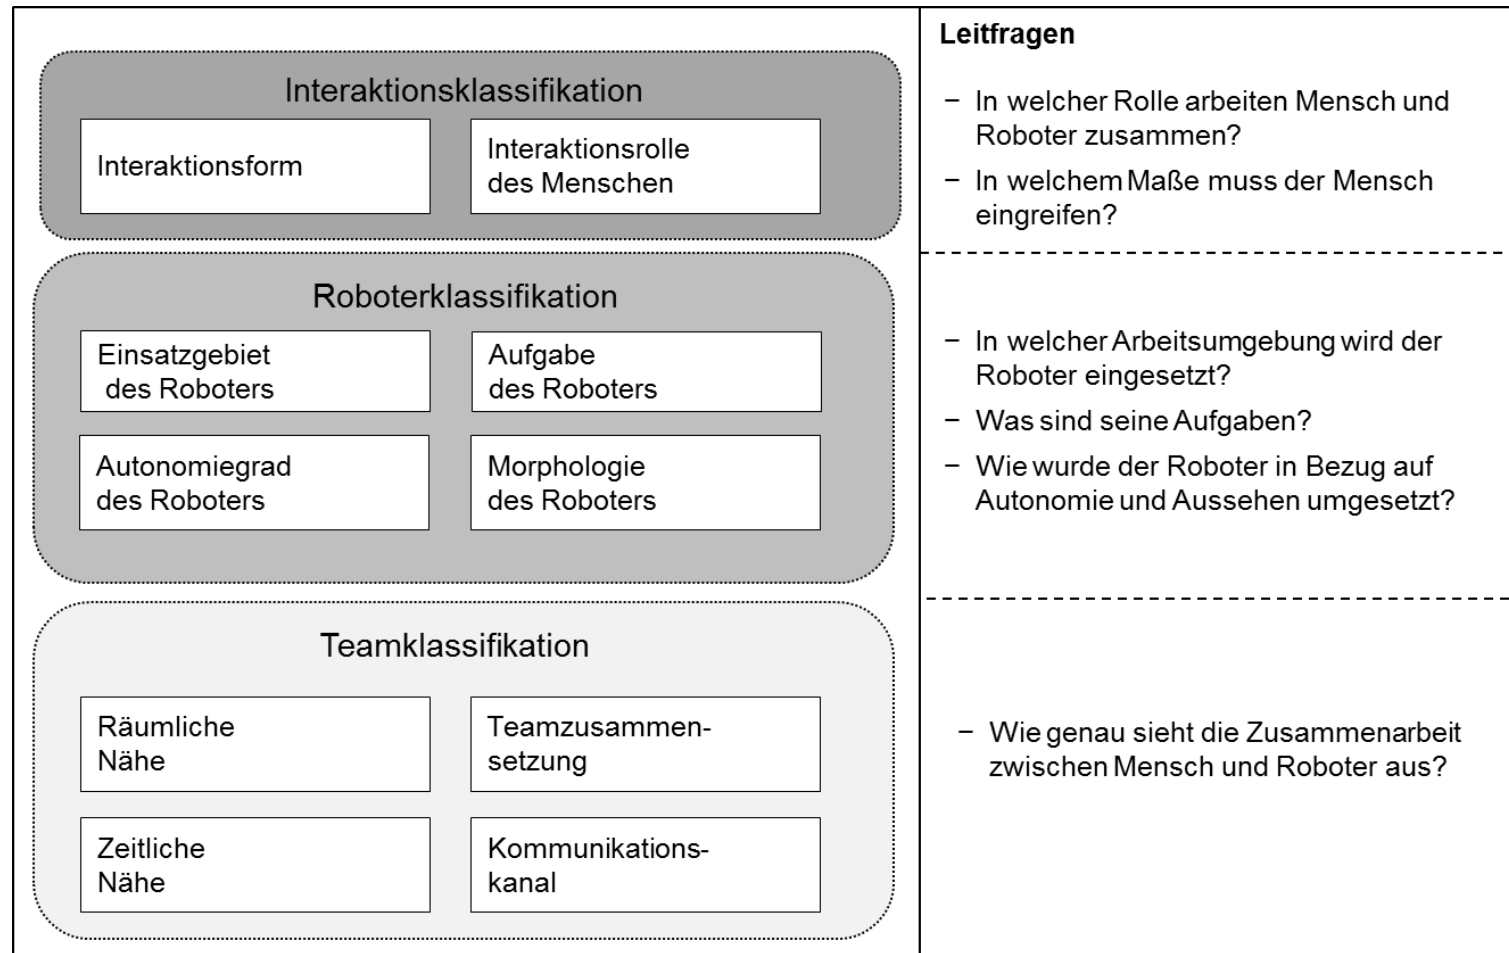 Interaktionsklassifikation
Interaktionsform
Interaktionsrolle
des Menschen
Roboterklassifikation
Einsatzgebiet
des Roboters
Aufgabe
des Roboters
Autonomiegrad
des Roboters
Morphologie
des Roboters
Teamklassifikation
Räumliche
Nähe
Teamzusammen-
setzung
Zeitliche
Nähe
Kommunikations-
kanal
Leitfragen
– In welcher Rolle arbeiten Mensch und
Roboter zusammen?
– In welchem Maße muss der Mensch
eingreifen?
– In welcher Arbeitsumgebung wird der
Roboter eingesetzt?
– Was sind seine Aufgaben?
– Wie wurde der Roboter in Bezug auf
Autonomie und Aussehen umgesetzt?
– Wie genau sieht die Zusammenarbeit
zwischen Mensch und Roboter aus?